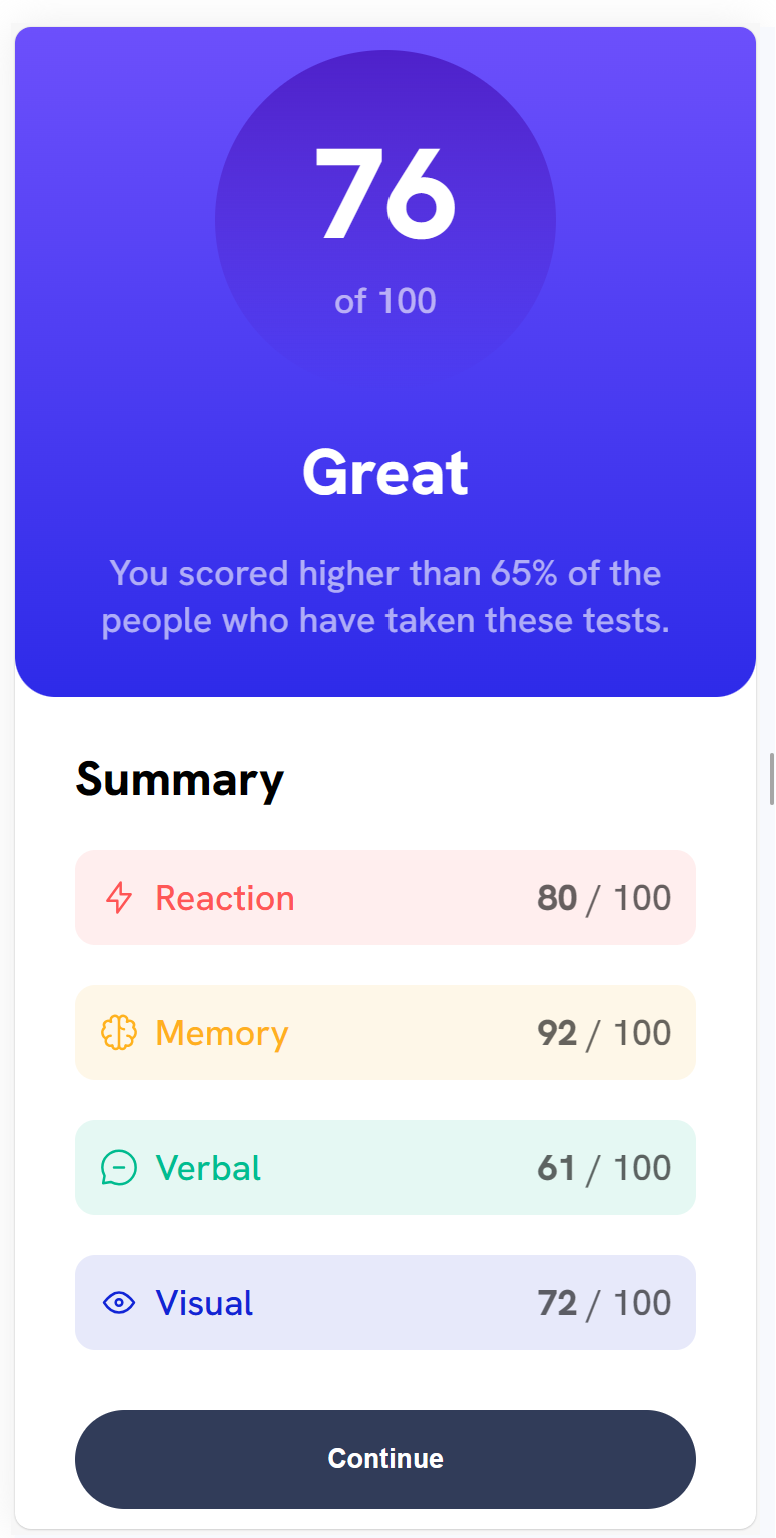 76
of 100
Great
You scored higher than 65% of the
people who have taken these tests.
Summary
Reaction 80 / 100
Memory 92 / 100
Verbal 61 / 100
Visual 72 / 100
Continue